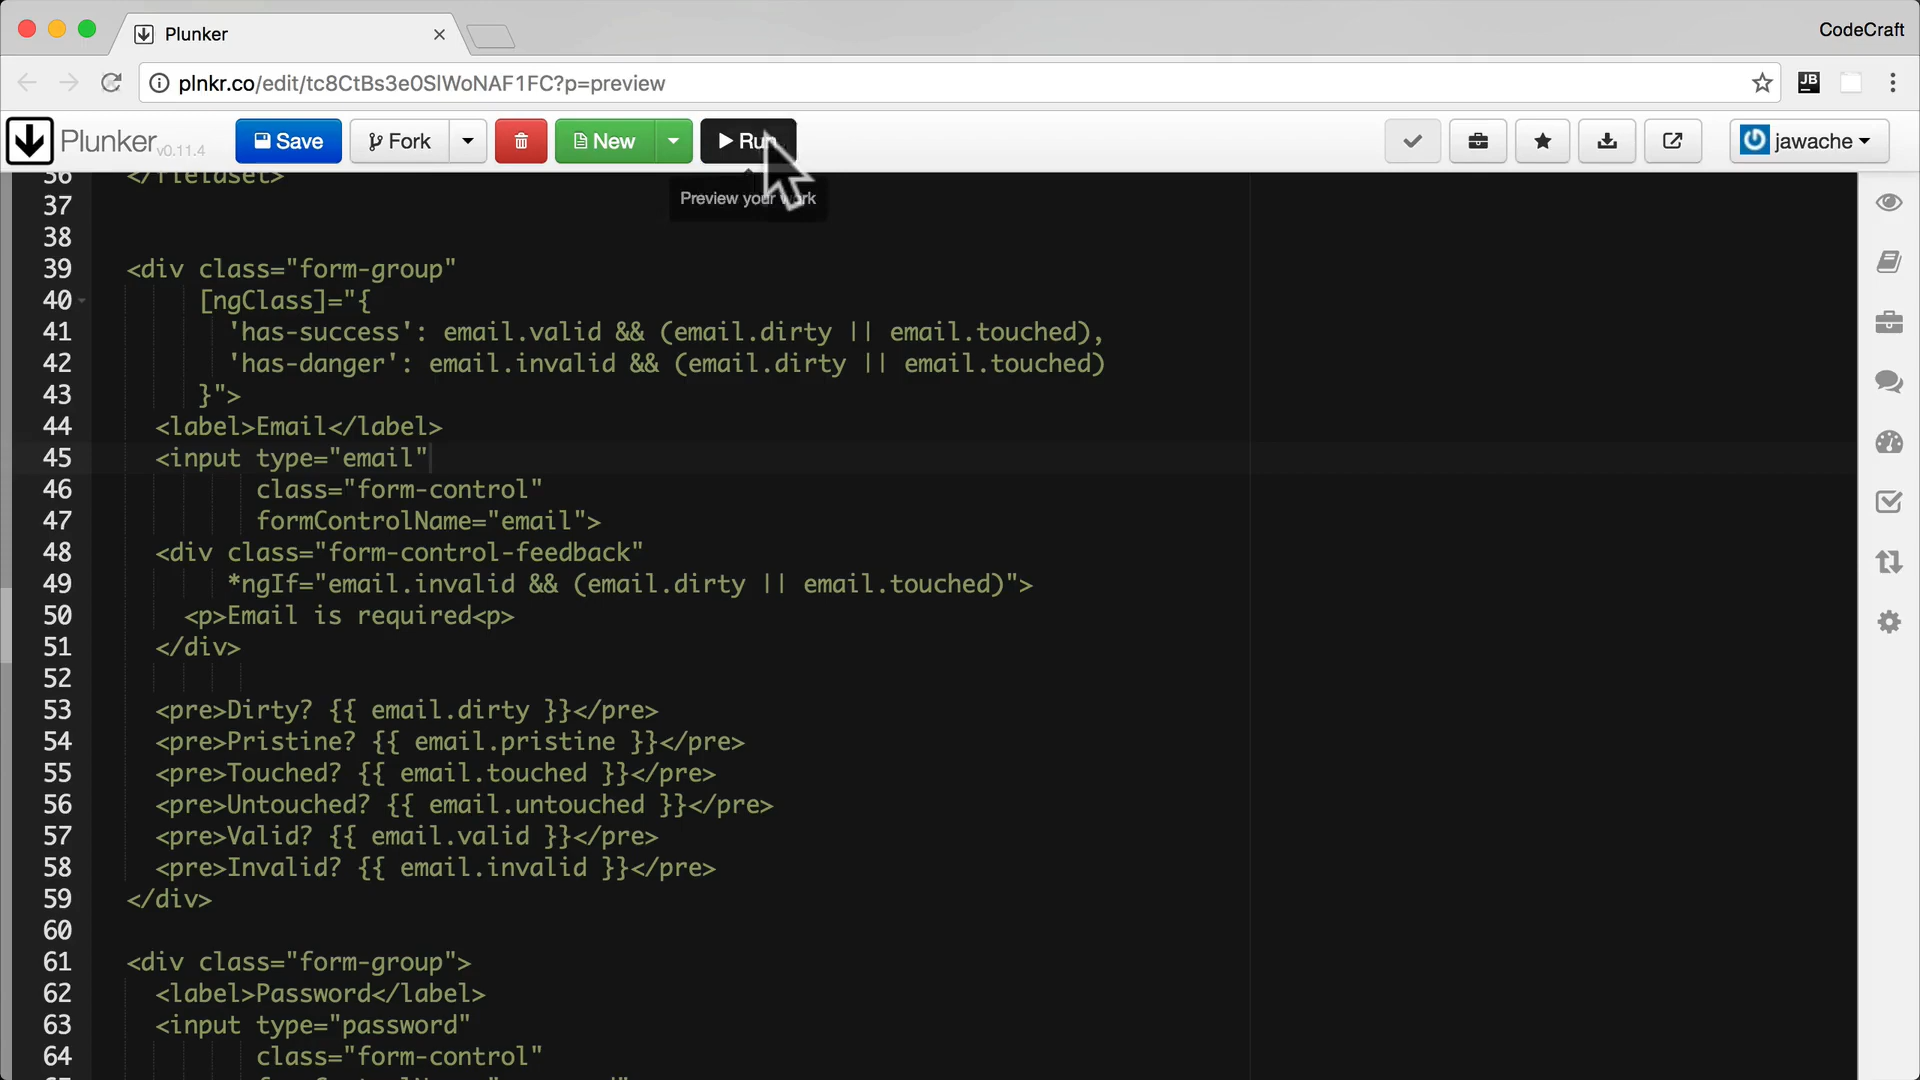 Plunker
CodeCraft
plnkr.co/edit/tc8CtBs3e0SlWoNAF1FC?p=preview
JB
Plunker v0.11.4 Save Fork New Run jawache
Preview your work
36 </fieldset>
37
38
39 <div class="form-group"
40 [ngClass]="{
41 'has-success': email.valid && (email.dirty || email.touched),
42 'has-danger': email.invalid && (email.dirty || email.touched)
43 }">
44 <label>Email</label>
45 <input type="email"
46 class="form-control"
47 formControlName="email">
48 <div class="form-control-feedback"
49 *ngIf="email.invalid && (email.dirty || email.touched)">
50 <p>Email is required<p>
51 </div>
52
53 <pre>Dirty? {{ email.dirty }}</pre>
54 <pre>Pristine? {{ email.pristine }}</pre>
55 <pre>Touched? {{ email.touched }}</pre>
56 <pre>Untouched? {{ email.untouched }}</pre>
57 <pre>Valid? {{ email.valid }}</pre>
58 <pre>Invalid? {{ email.invalid }}</pre>
59 </div>
60
61 <div class="form-group">
62 <label>Password</label>
63 <input type="password"
64 class="form-control"